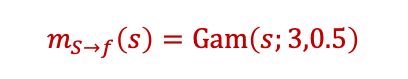 m_{S→f}(s) = Gam(s; 3,0.5)